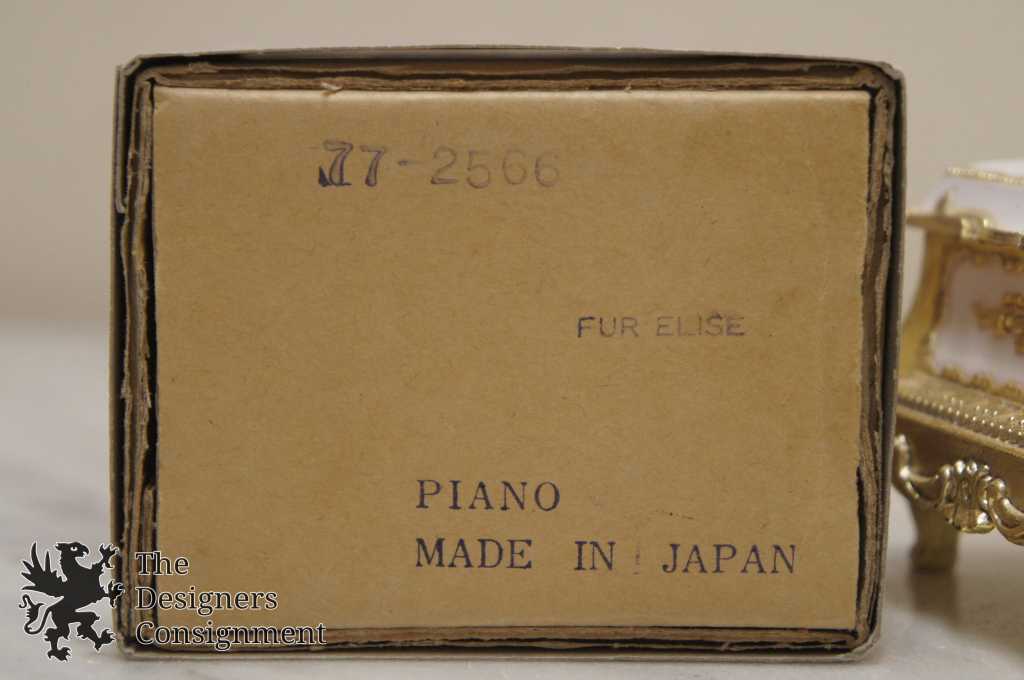 77-2566
FUR ELISE
PIANO
MADE IN JAPAN
The
Designers
Consignment